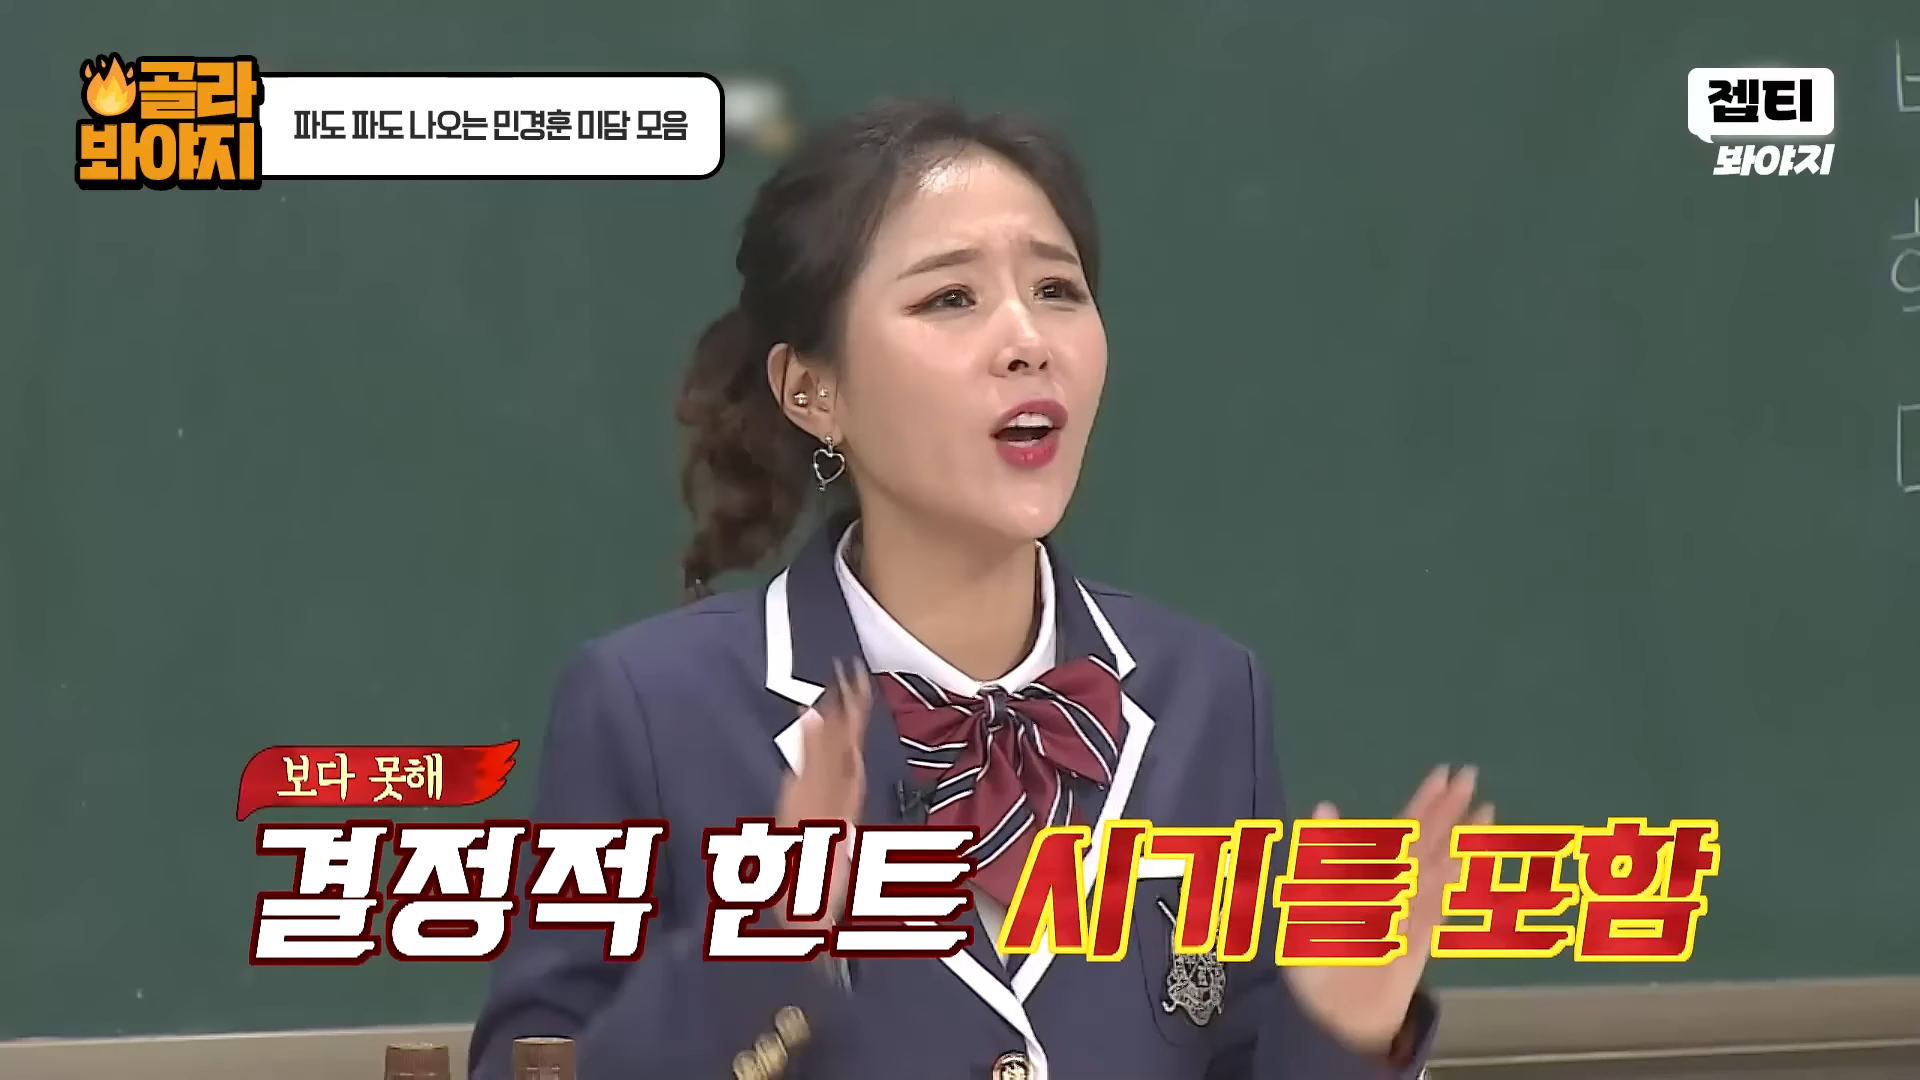 골라
봐야지
파도 파도 나오는 민경훈 미담 모음
젭티
봐야지
보다 못해
결정적 힌트 시기를 포함